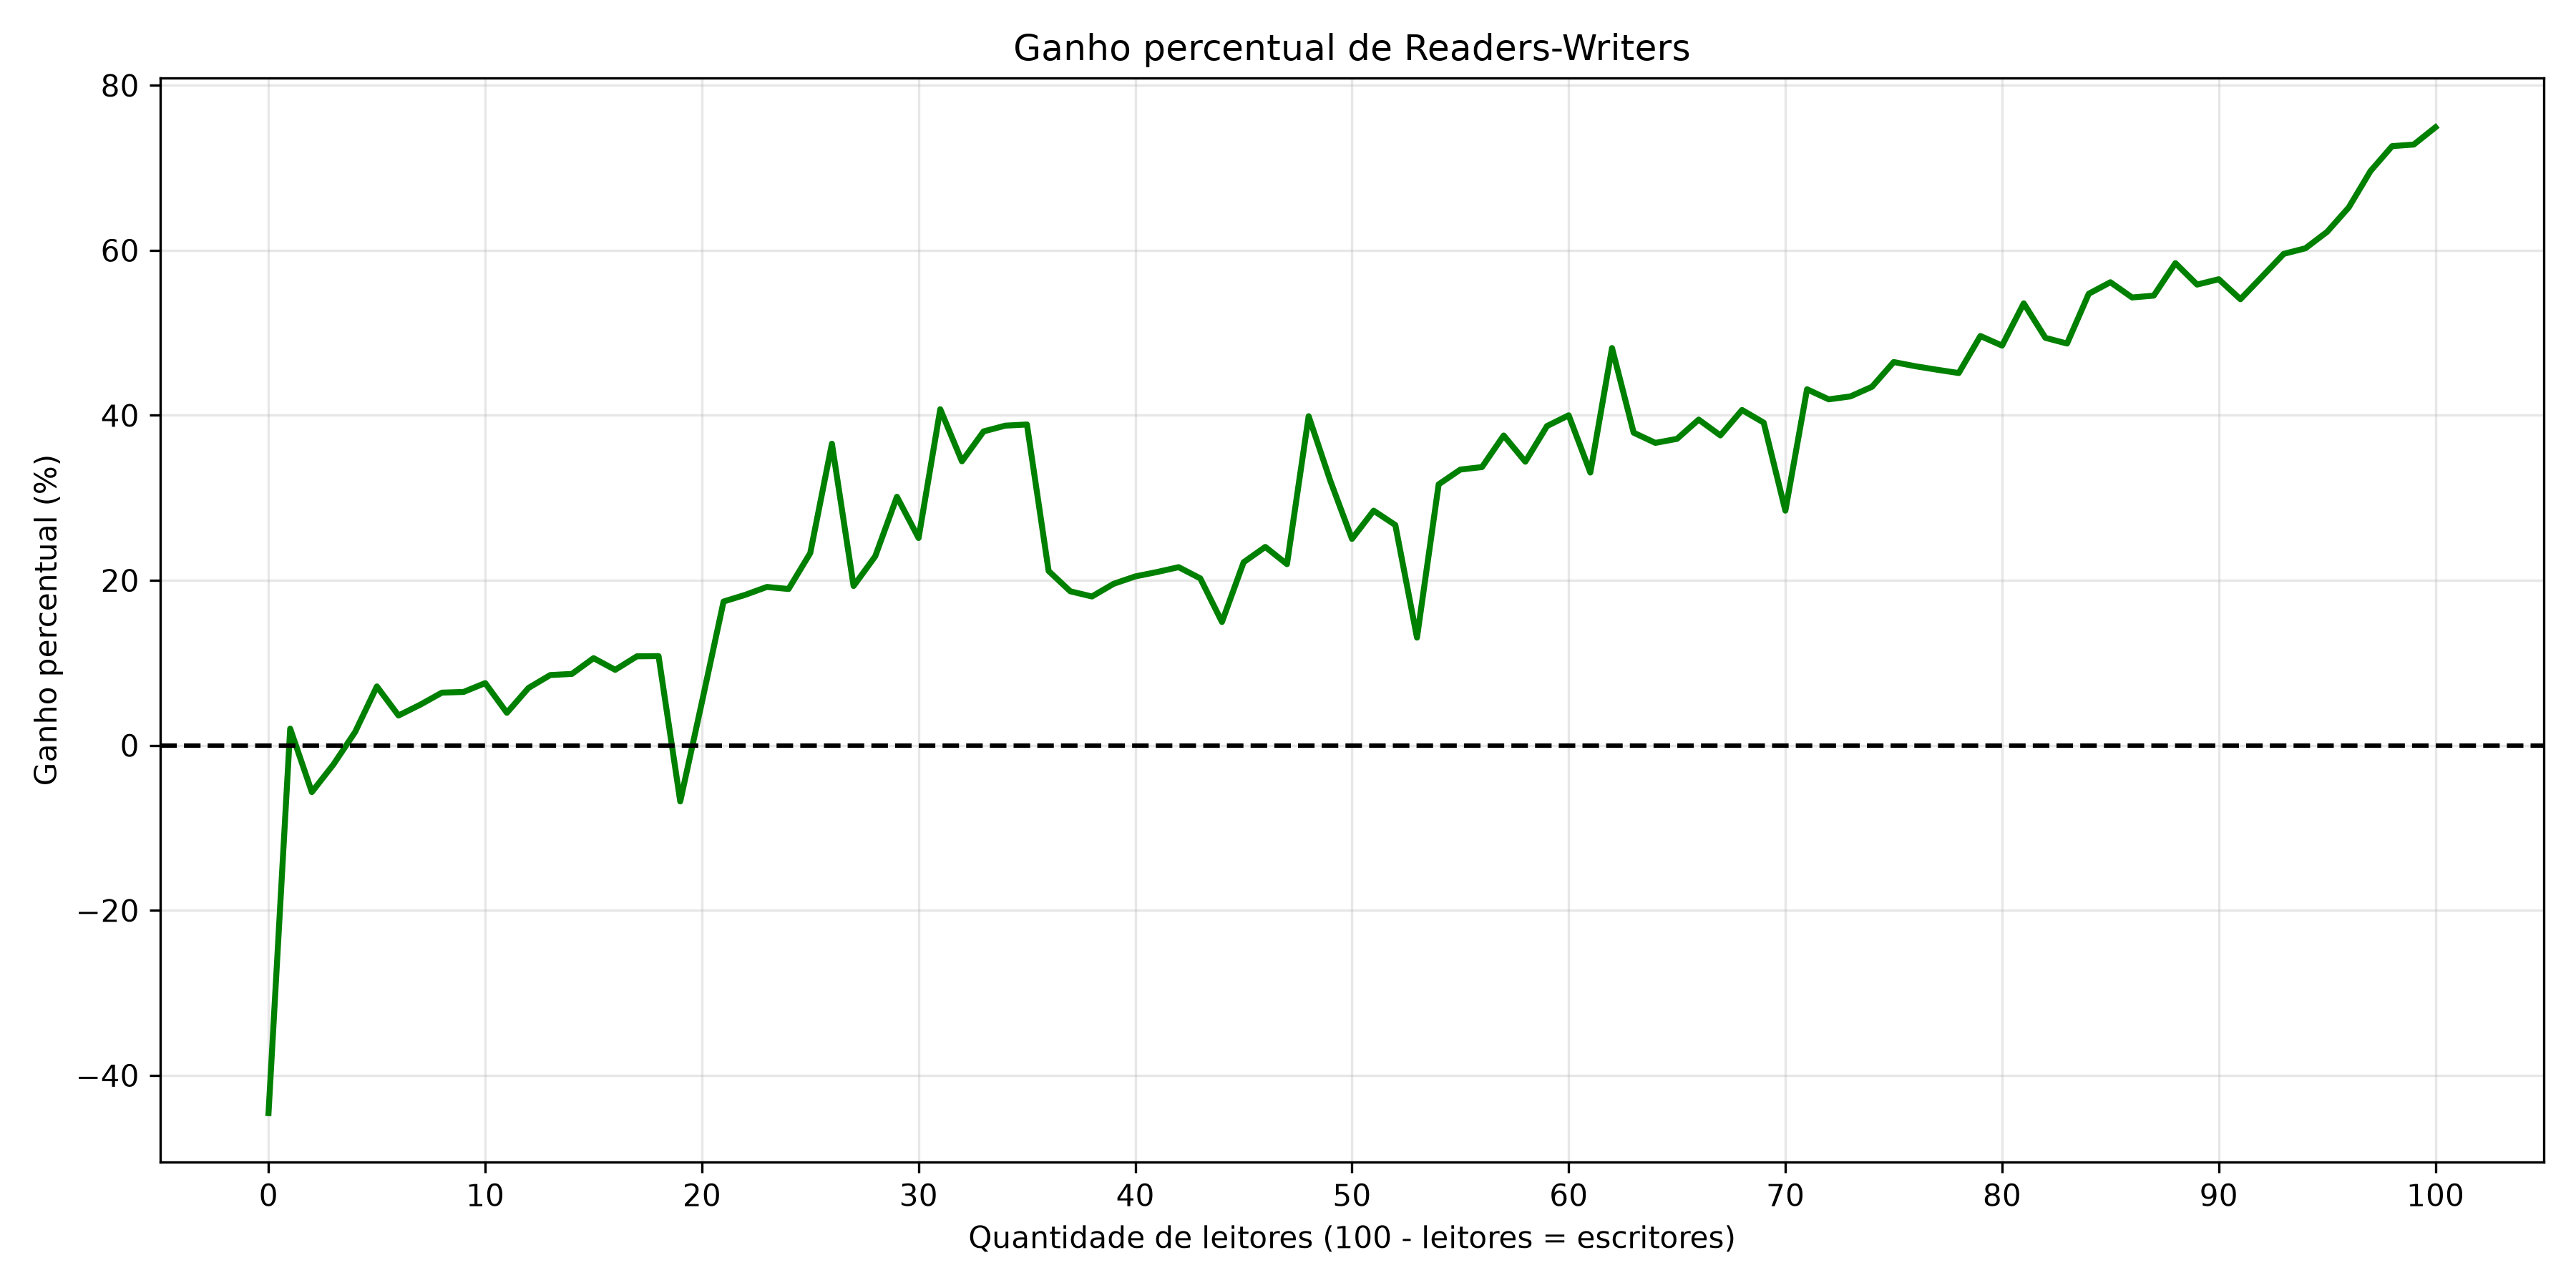 Ganho percentual de Readers-Writers
Ganho percentual (%)
80
60
40
20
0
−20
−40
0 10 20 30 40 50 60 70 80 90 100
Quantidade de leitores (100 - leitores = escritores)